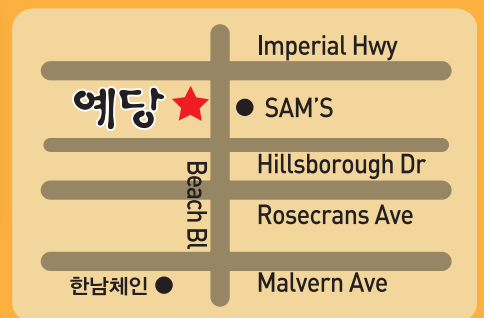 Imperial Hwy
예당
SAM'S
Hillsborough Dr
Beach Bl
Rosecrans Ave
한남체인
Malvern Ave